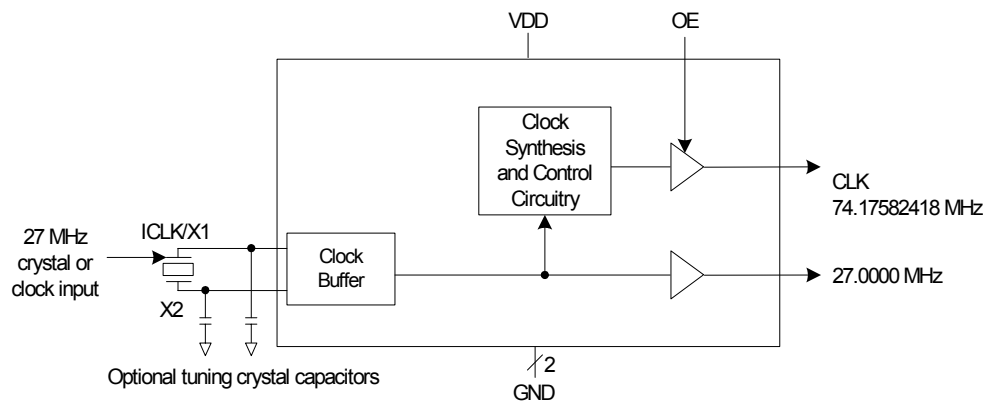 VDD
OE
Clock
Synthesis
and Control
Circuitry
CLK
74.17582418 MHz
27 MHz
crystal or
clock input
ICLK/X1
Clock
Buffer
27.0000 MHz
X2
Optional tuning crystal capacitors
2
GND